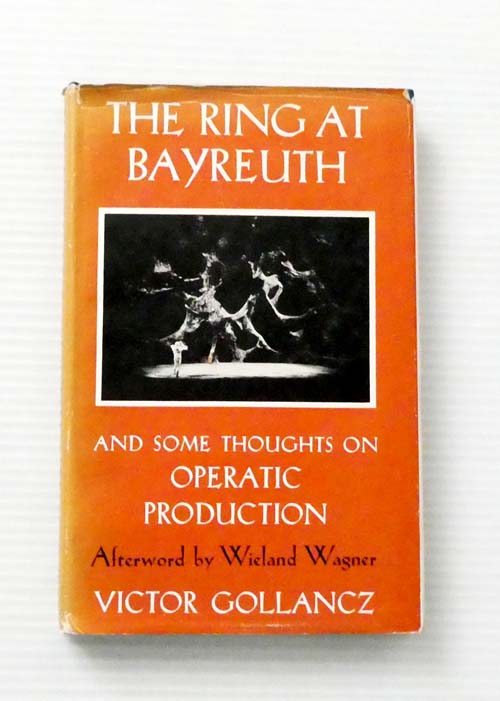 THE RING AT
BAYREUTH
AND SOME THOUGHTS ON
OPERATIC
PRODUCTION
Afterword by Wieland Wagner
VICTOR GOLLANCZ